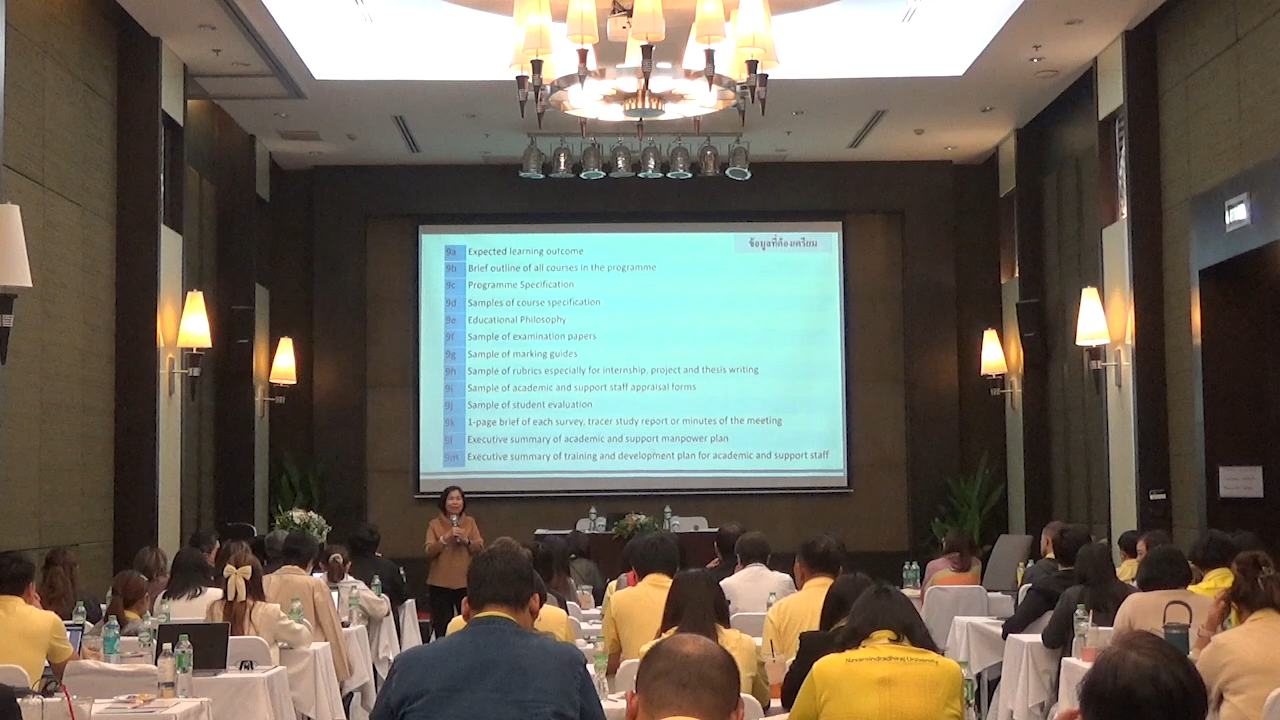 ข้อมูลที่ต้องเตรียม
9a Expected learning outcome
9b Brief outline of all courses in the programme
9c Programme Specification
9d Samples of course specification
9e Educational Philosophy
9f Sample of examination papers
9g Sample of marking guides
9h Sample of rubrics especially for internship, project and thesis writing
9i Sample of academic and support staff appraisal forms
9j Sample of student evaluation
9k 1-page brief of each survey, tracer study report or minutes of the meeting
9l Executive summary of academic and support manpower plan
9m Executive summary of training and development plan for academic and support staff
Navamindradhiraj University